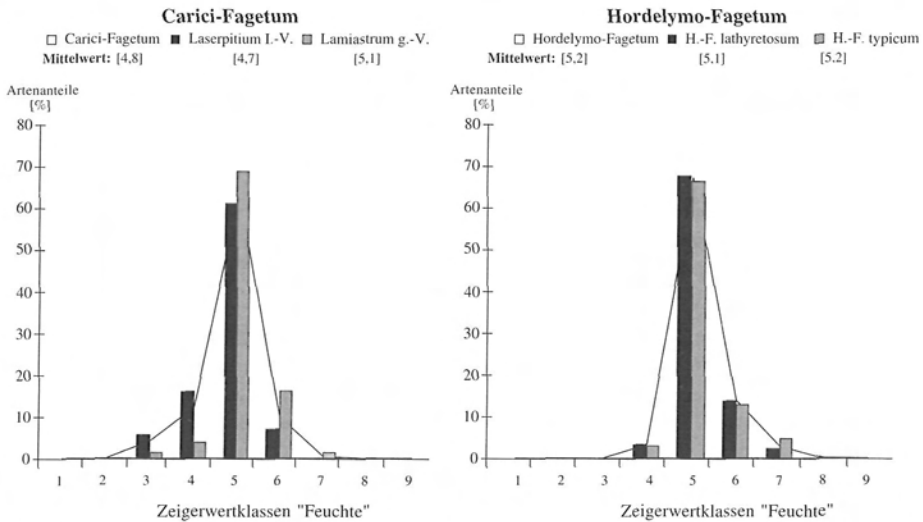 Carici-Fagetum
□ Carici-Fagetum ■ Laserpitium l.-V. ■ Lamiastrum g.-V.
Mittelwert: [4,8] [4,7] [5,1]
Artenanteile
[%]
80
70
60
50
40
30
20
10
0
1 2 3 4 5 6 7 8 9
Zeigerwertklassen "Feuchte"
Hordelymo-Fagetum
□ Hordelymo-Fagetum ■ H.-F. lathyretosum ■ H.-F. typicum
Mittelwert: [5,2] [5,1] [5,2]
Artenanteile
[%]
80
70
60
50
40
30
20
10
0
1 2 3 4 5 6 7 8 9
Zeigerwertklassen "Feuchte"